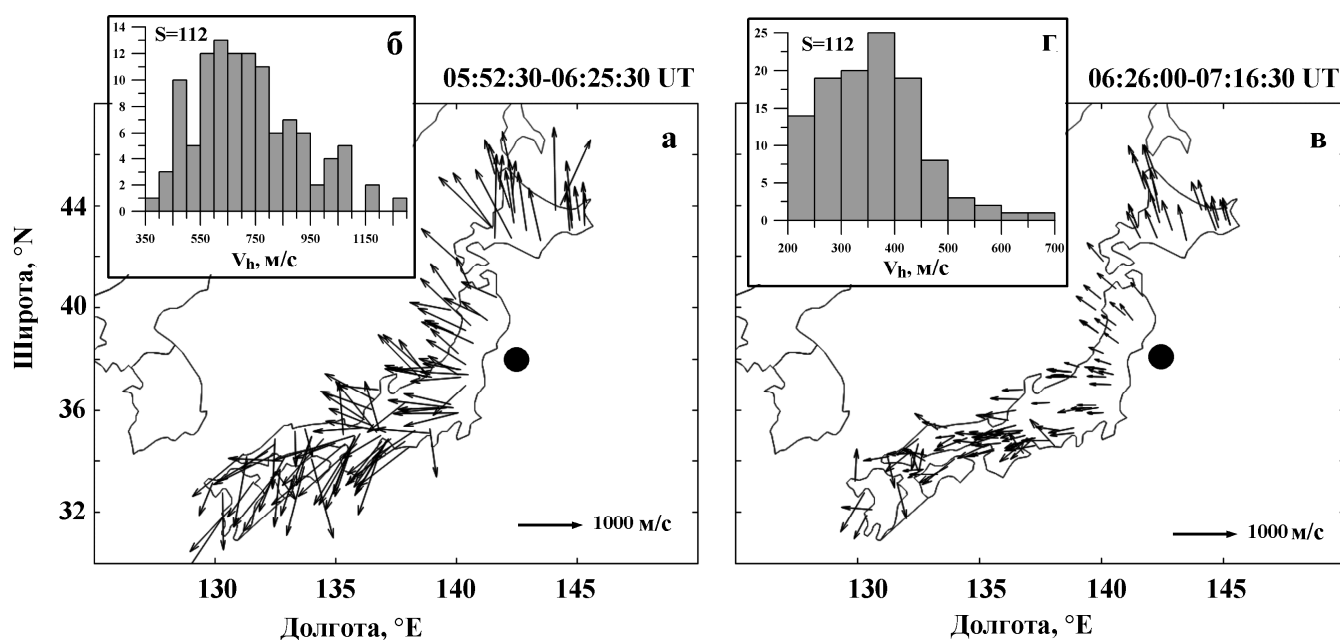 14
12
10
8
6
4
2
0
S=112
б
350 550 750 950 1150
V_h, м/с
05:52:30-06:25:30 UT
а
25
20
15
10
5
0
S=112
г
200 300 400 500 600 700
V_h, м/с
06:26:00-07:16:30 UT
в
Широта, °N
44
40
36
32
1000 м/с
1000 м/с
130 135 140 145
130 135 140 145
Долгота, °E
Долгота, °E